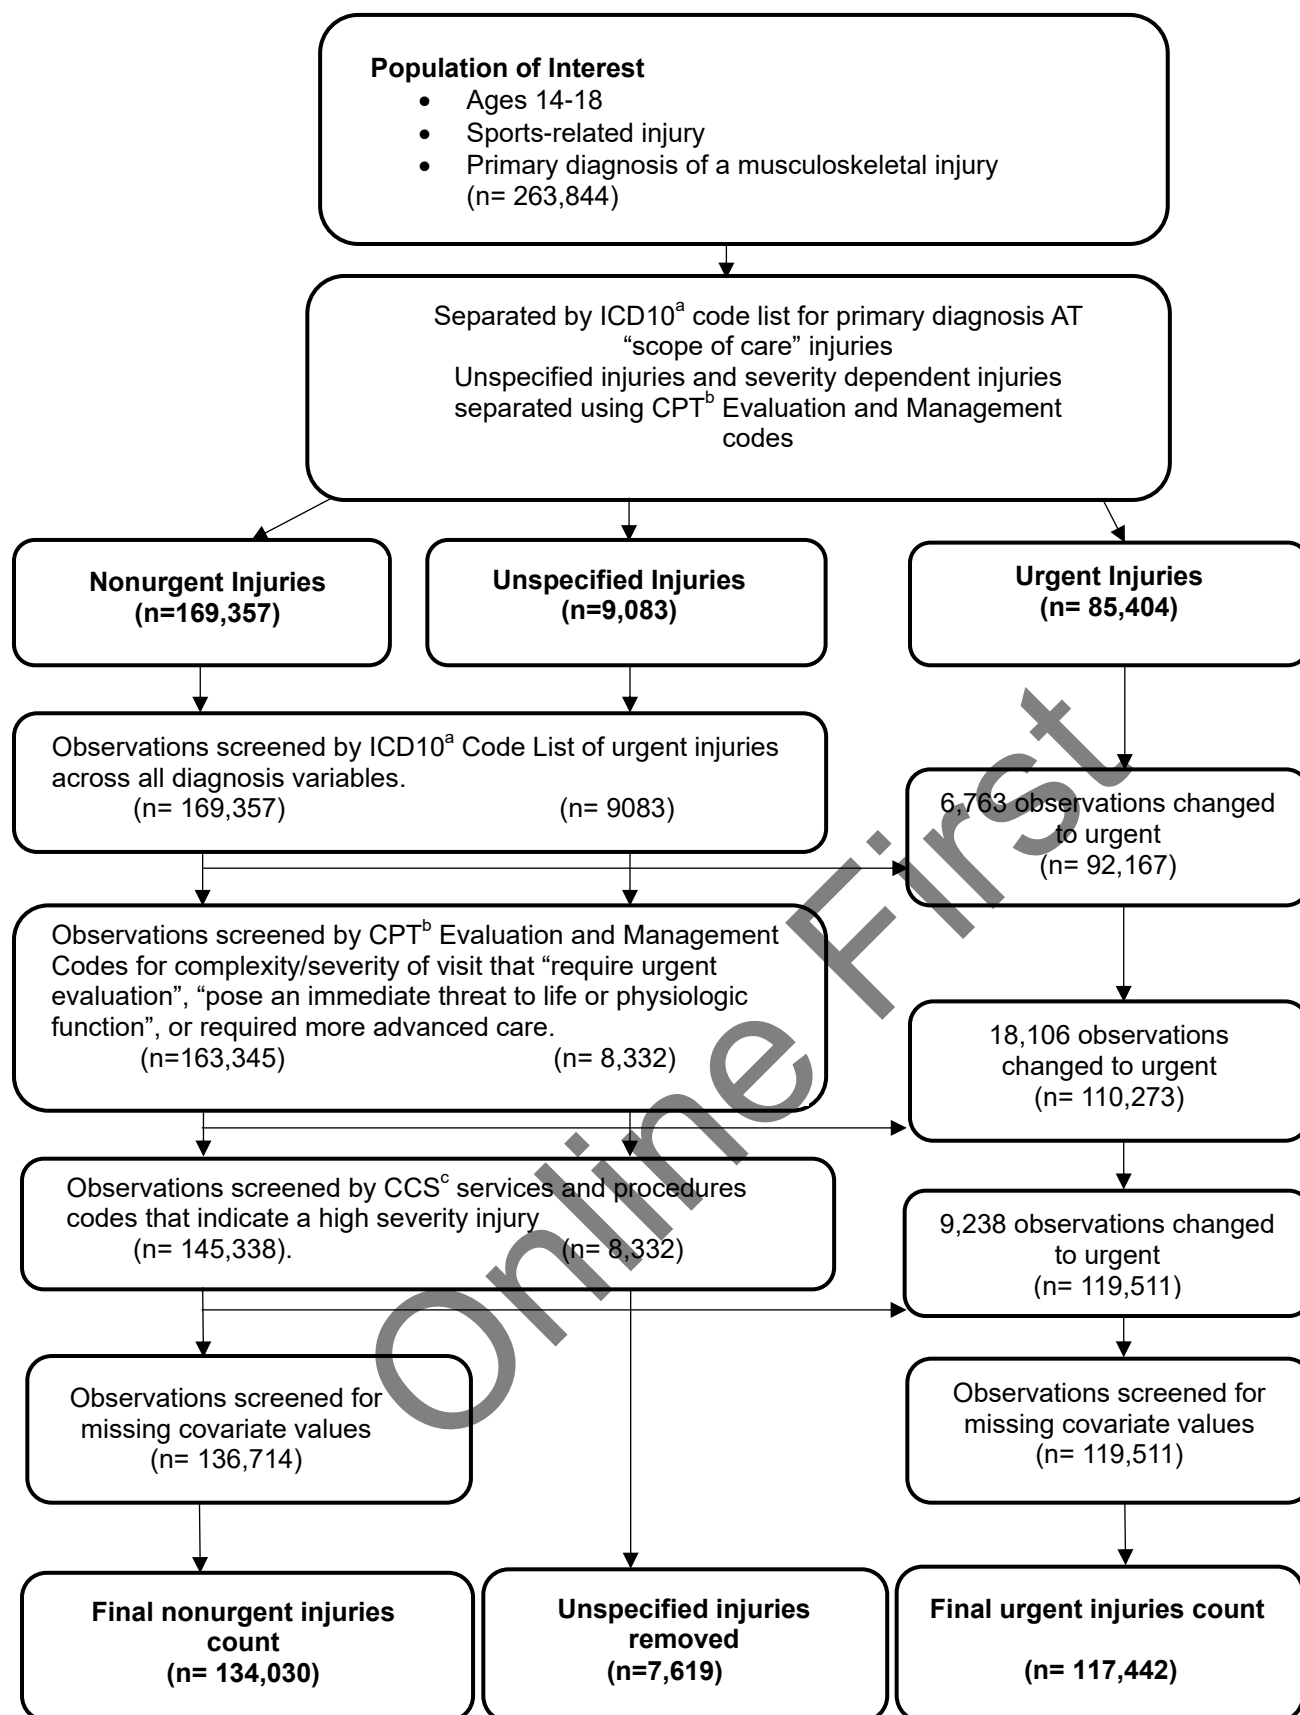 Population of Interest
• Ages 14-18
• Sports-related injury
• Primary diagnosis of a musculoskeletal injury
(n= 263,844)
Separated by ICD10a code list for primary diagnosis AT
“scope of care” injuries
Unspecified injuries and severity dependent injuries
separated using CPTb Evaluation and Management
codes
Nonurgent Injuries
(n=169,357)
Unspecified Injuries
(n=9,083)
Urgent Injuries
(n= 85,404)
Observations screened by ICD10a Code List of urgent injuries
across all diagnosis variables.
(n= 169,357) (n= 9083)
6,763 observations changed
to urgent
(n= 92,167)
Observations screened by CPTb Evaluation and Management
Codes for complexity/severity of visit that “require urgent
evaluation”, “pose an immediate threat to life or physiologic
function”, or required more advanced care.
(n=163,345) (n= 8,332)
18,106 observations
changed to urgent
(n= 110,273)
Observations screened by CCSc services and procedures
codes that indicate a high severity injury
(n= 145,338). (n= 8,332)
9,238 observations changed
to urgent
(n= 119,511)
Observations screened for
missing covariate values
(n= 136,714)
Observations screened for
missing covariate values
(n= 119,511)
Final nonurgent injuries
count
(n= 134,030)
Unspecified injuries
removed
(n=7,619)
Final urgent injuries count
(n= 117,442)
Online First